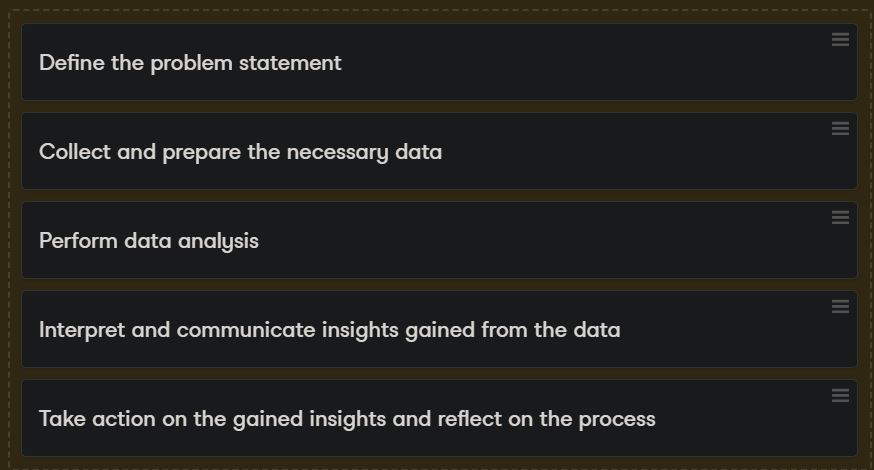 Define the problem statement
Collect and prepare the necessary data
Perform data analysis
Interpret and communicate insights gained from the data
Take action on the gained insights and reflect on the process